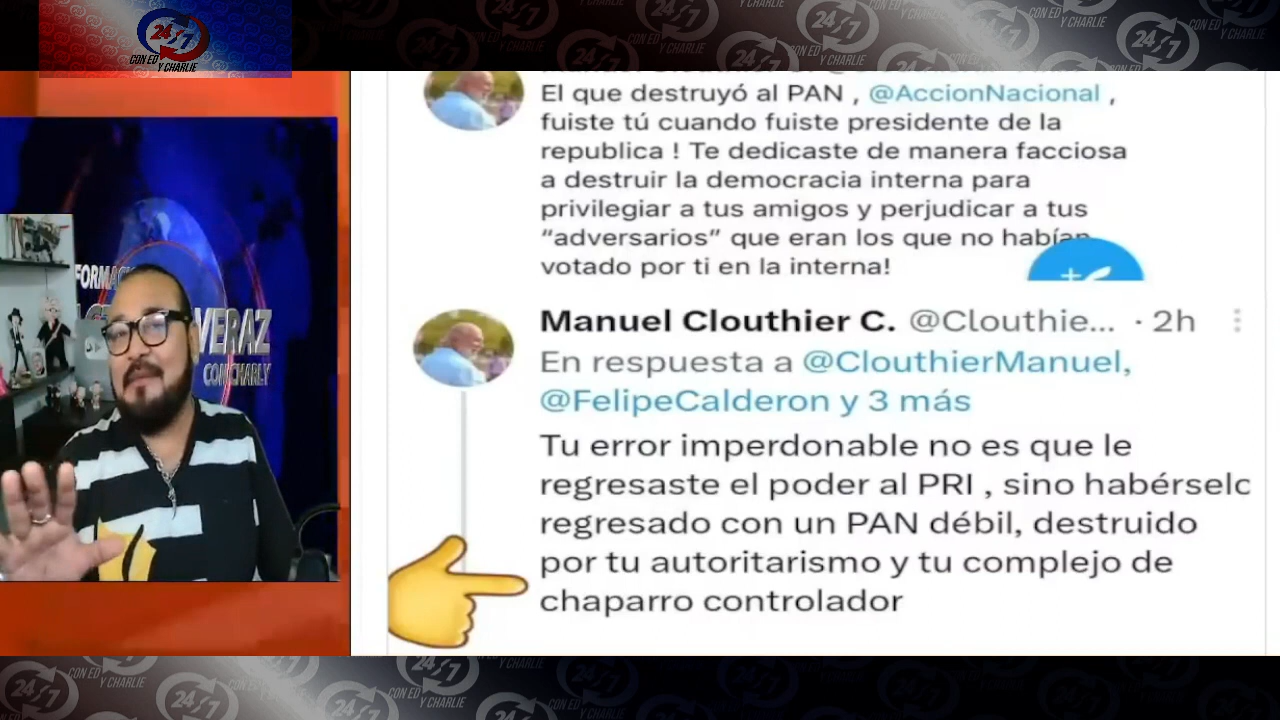 24/7
CON ED
Y CHARLIE
El que destruyó al PAN , @AccionNacional ,
fuiste tú cuando fuiste presidente de la
republica ! Te dedicaste de manera facciosa
a destruir la democracia interna para
privilegiar a tus amigos y perjudicar a tus
“adversarios” que eran los que no habían
votado por ti en la interna!
Manuel Clouthier C. @Clouthie... · 2h
En respuesta a @ClouthierManuel,
@FelipeCalderon y 3 más
Tu error imperdonable no es que le
regresaste el poder al PRI , sino habérselo
regresado con un PAN débil, destruido
por tu autoritarismo y tu complejo de
chaparro controlador
VERAZ
CON CHARLY